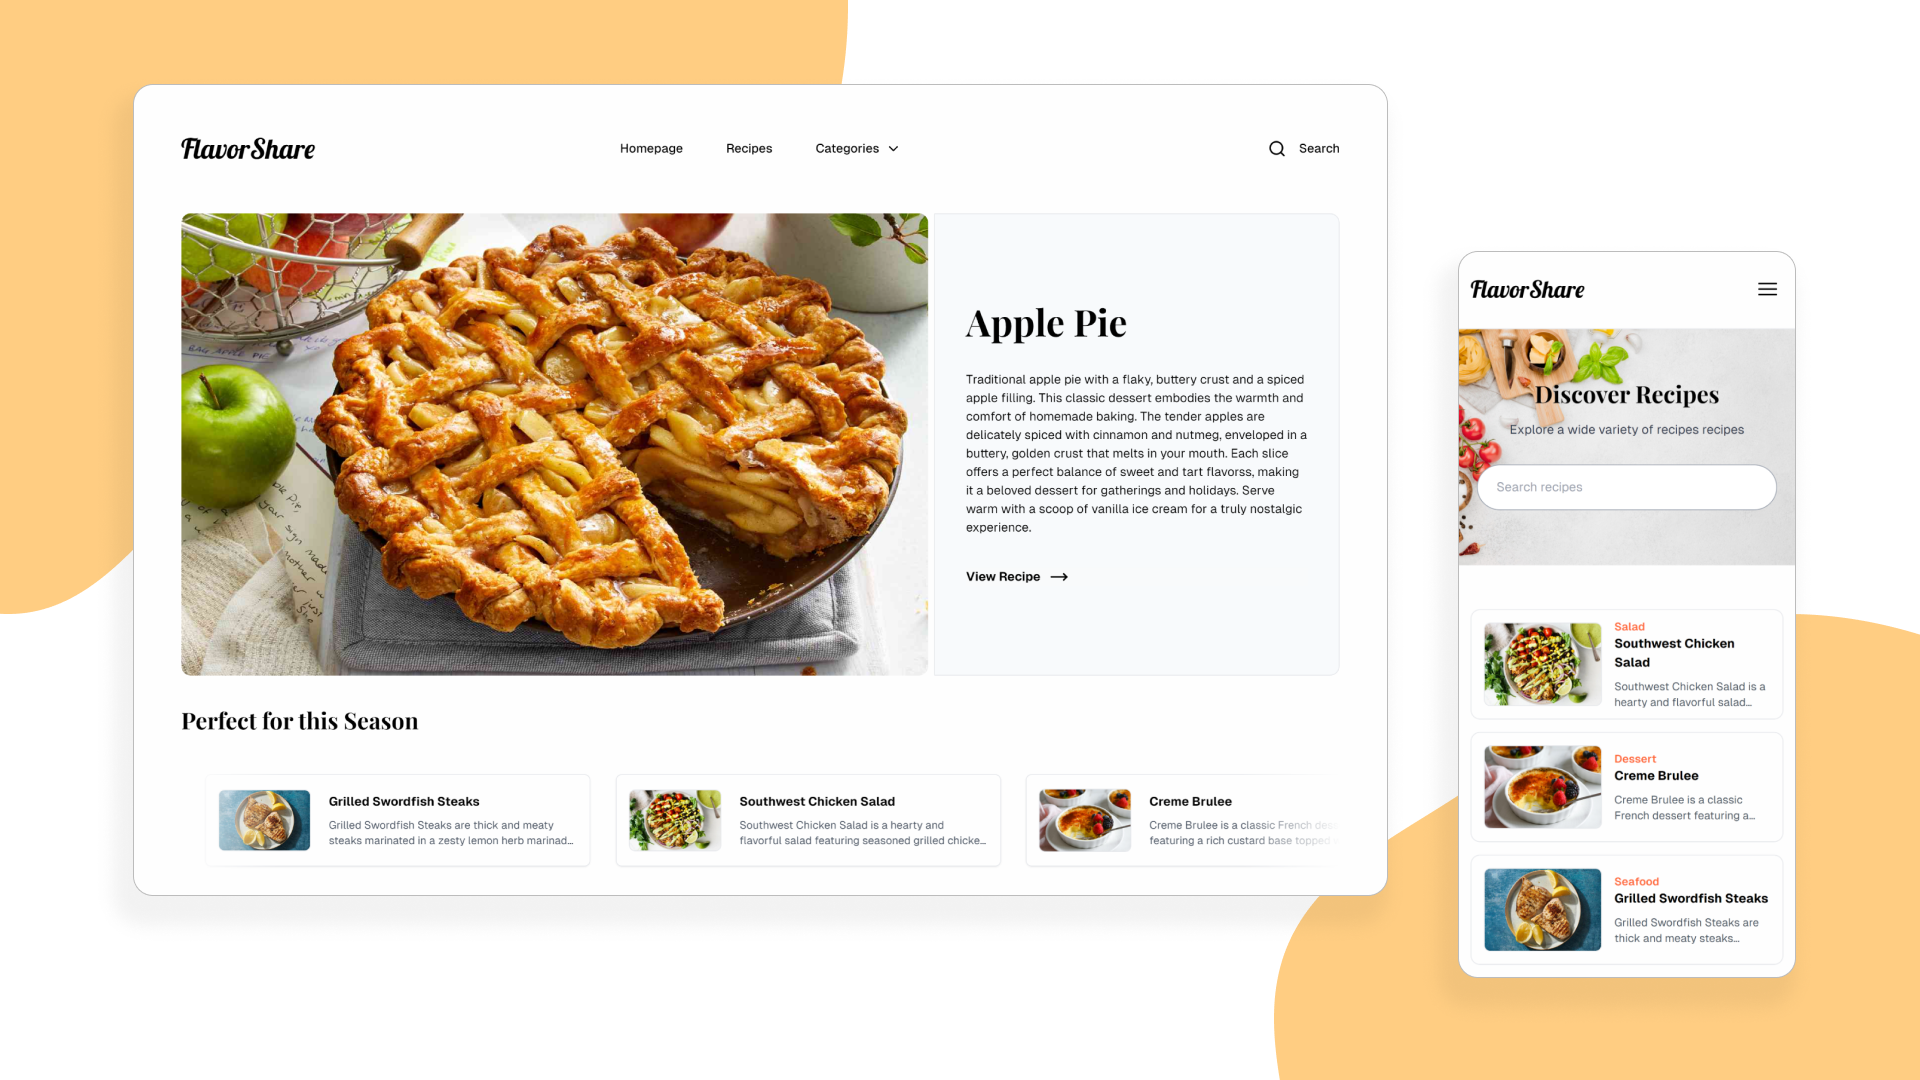 FlavorShare
Homepage
Recipes
Categories
Search
Apple Pie
Traditional apple pie with a flaky, buttery crust and a spiced
apple filling. This classic dessert embodies the warmth and
comfort of homemade baking. The tender apples are
delicately spiced with cinnamon and nutmeg, enveloped in a
buttery, golden crust that melts in your mouth. Each slice
offers a perfect balance of sweet and tart flavorss, making
it a beloved dessert for gatherings and holidays. Serve
warm with a scoop of vanilla ice cream for a truly nostalgic
experience.
View Recipe
Perfect for this Season
Grilled Swordfish Steaks
Grilled Swordfish Steaks are thick and meaty
steaks marinated in a zesty lemon herb marinad...
Southwest Chicken Salad
Southwest Chicken Salad is a hearty and
flavorful salad featuring seasoned grilled chicke...
Creme Brulee
Creme Brulee is a classic French des
featuring a rich custard base topped
FlavorShare
Discover Recipes
Explore a wide variety of recipes recipes
Search recipes
Salad
Southwest Chicken
Salad
Southwest Chicken Salad is a
hearty and flavorful salad...
Dessert
Creme Brulee
Creme Brulee is a classic
French dessert featuring a...
Seafood
Grilled Swordfish Steaks
Grilled Swordfish Steaks are
thick and meaty steaks...